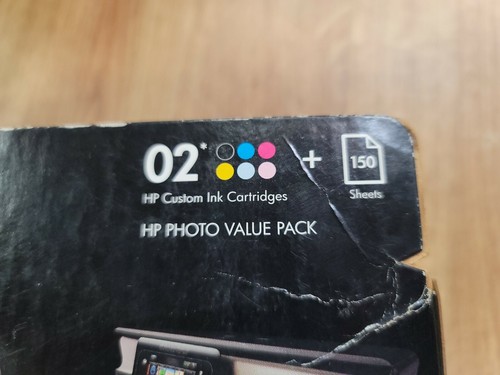 02* + 150
Sheets
HP Custom Ink Cartridges
HP PHOTO VALUE PACK